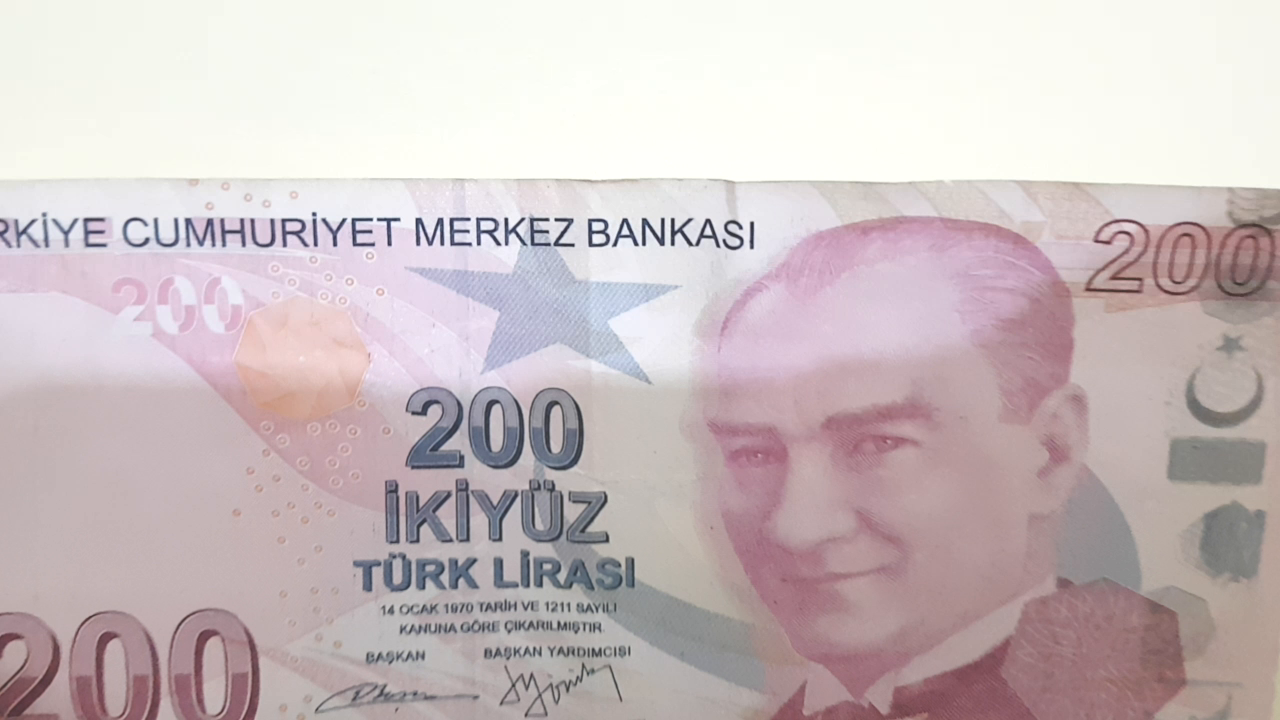 RKİYE CUMHURİYET MERKEZ BANKASI
200
200
200
İKİYÜZ
TÜRK LİRASI
14 OCAK 1970 TARİH VE 1211 SAYILI
KANUNA GÖRE ÇIKARILMIŞTIR.
BAŞKAN BAŞKAN YARDIMCISI
200